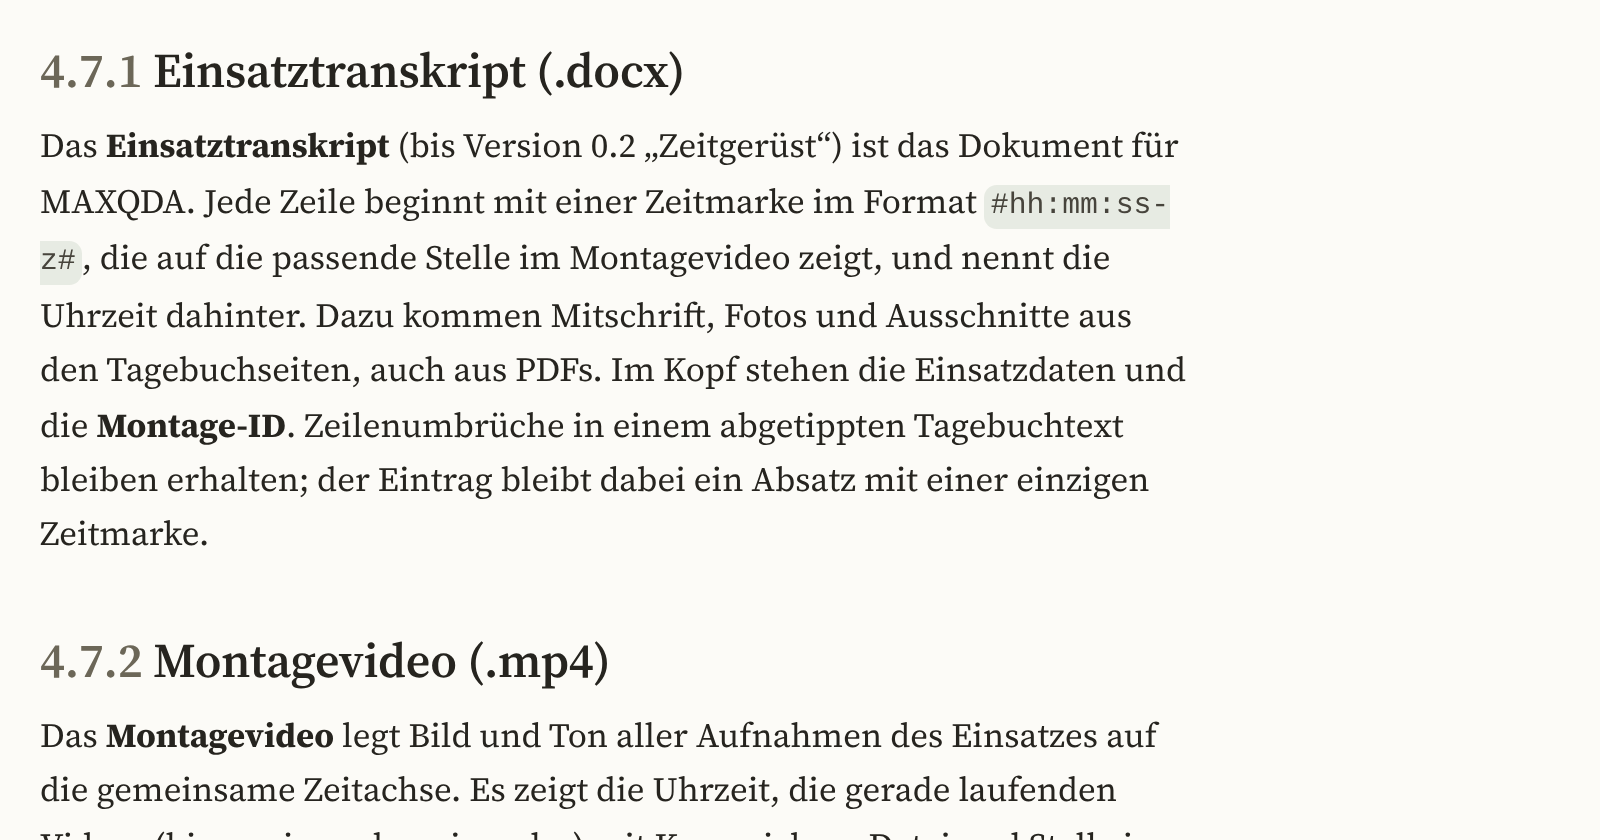 4.7.1 Einsatztranskript (.docx)
Das Einsatztranskript (bis Version 0.2 „Zeitgerüst“) ist das Dokument für
MAXQDA. Jede Zeile beginnt mit einer Zeitmarke im Format #hh:mm:ss-
z#, die auf die passende Stelle im Montagevideo zeigt, und nennt die
Uhrzeit dahinter. Dazu kommen Mitschrift, Fotos und Ausschnitte aus
den Tagebuchseiten, auch aus PDFs. Im Kopf stehen die Einsatzdaten und
die Montage-ID. Zeilenumbrüche in einem abgetippten Tagebuchtext
bleiben erhalten; der Eintrag bleibt dabei ein Absatz mit einer einzigen
Zeitmarke.
4.7.2 Montagevideo (.mp4)
Das Montagevideo legt Bild und Ton aller Aufnahmen des Einsatzes auf
die gemeinsame Zeitachse. Es zeigt die Uhrzeit, die gerade laufenden